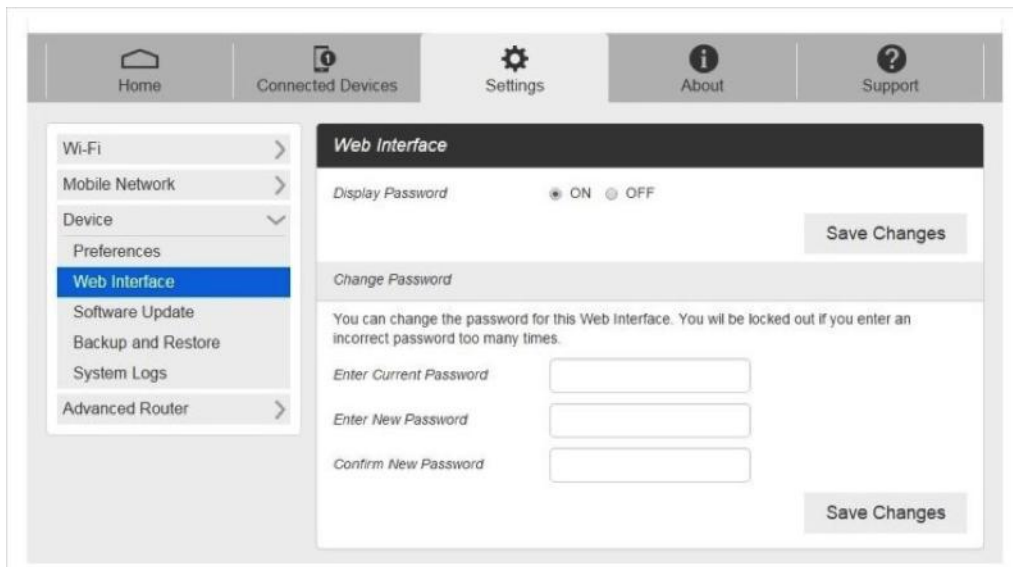 1
Home
Connected Devices
Settings
About
Support
Wi-Fi
Mobile Network
Device
Preferences
Web Interface
Software Update
Backup and Restore
System Logs
Advanced Router
Web Interface
Display Password ON OFF
Save Changes
Change Password
You can change the password for this Web Interface. You wil be locked out if you enter an
incorrect password too many times.
Enter Current Password
Enter New Password
Confirm New Password
Save Changes